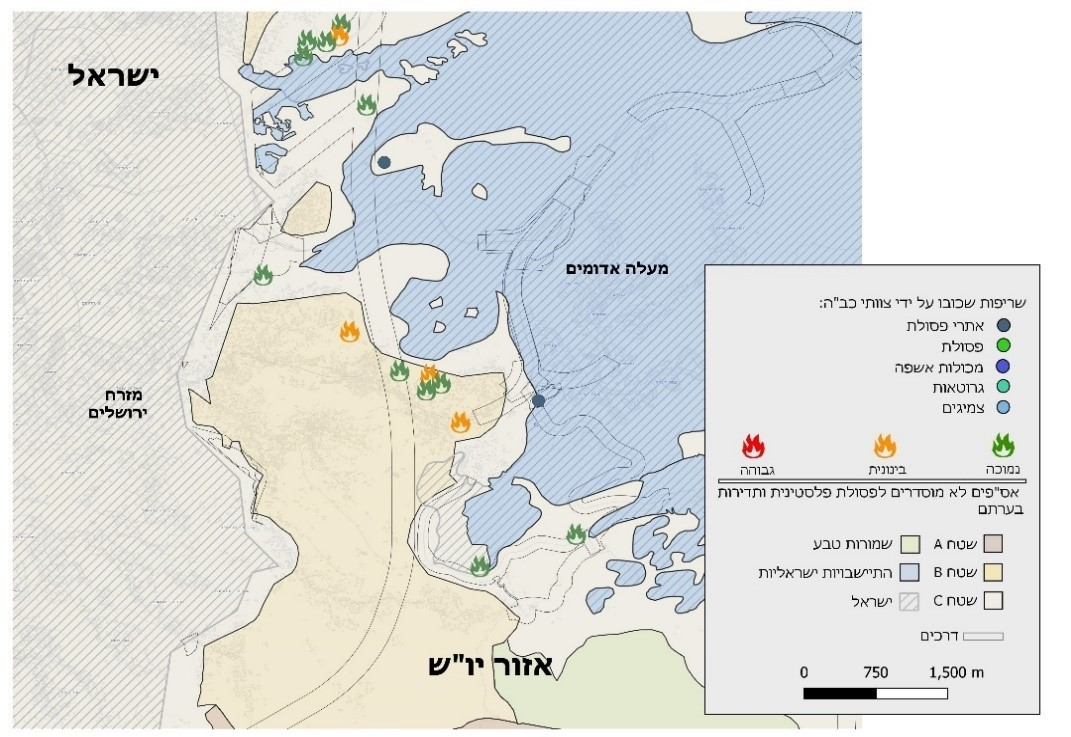 ישראל
מעלה אדומים
מזרח
ירושלים
אזור יו"ש
שריפות שכובו על ידי צוותי כב"ה:
אתרי פסולת
פסולת
מכולות אשפה
גרוטאות
צמיגים
נמוכה
בינונית
גבוהה
אס"פים לא מוסדרים לפסולת פלסטינית ותדירות
בערתם
שטח A
שמורות טבע
שטח B
התיישבויות ישראליות
שטח C
ישראל
דרכים
0 750 1,500 m